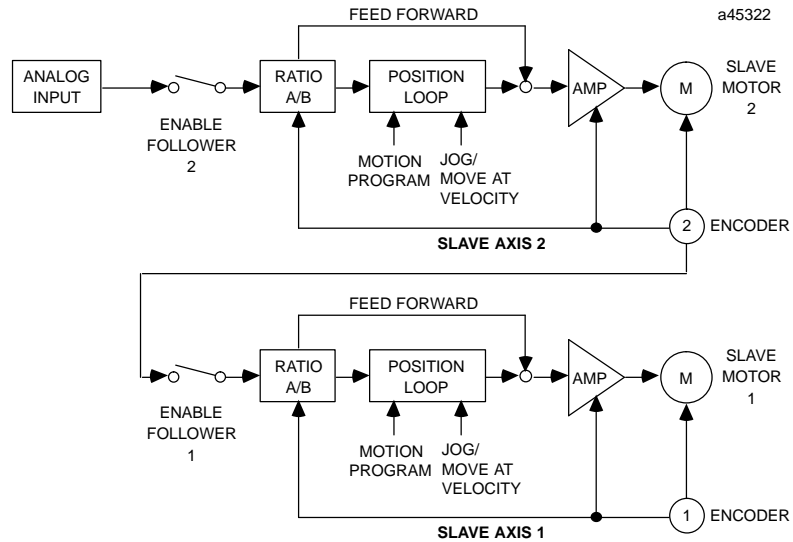 FEED FORWARD
a45322
ANALOG
INPUT
ENABLE
FOLLOWER
2
RATIO
A/B
POSITION
LOOP
AMP
M
SLAVE
MOTOR
2
MOTION
PROGRAM
JOG/
MOVE AT
VELOCITY
2
ENCODER
SLAVE AXIS 2
FEED FORWARD
ENABLE
FOLLOWER
1
RATIO
A/B
POSITION
LOOP
AMP
M
SLAVE
MOTOR
1
MOTION
PROGRAM
JOG/
MOVE AT
VELOCITY
1
ENCODER
SLAVE AXIS 1